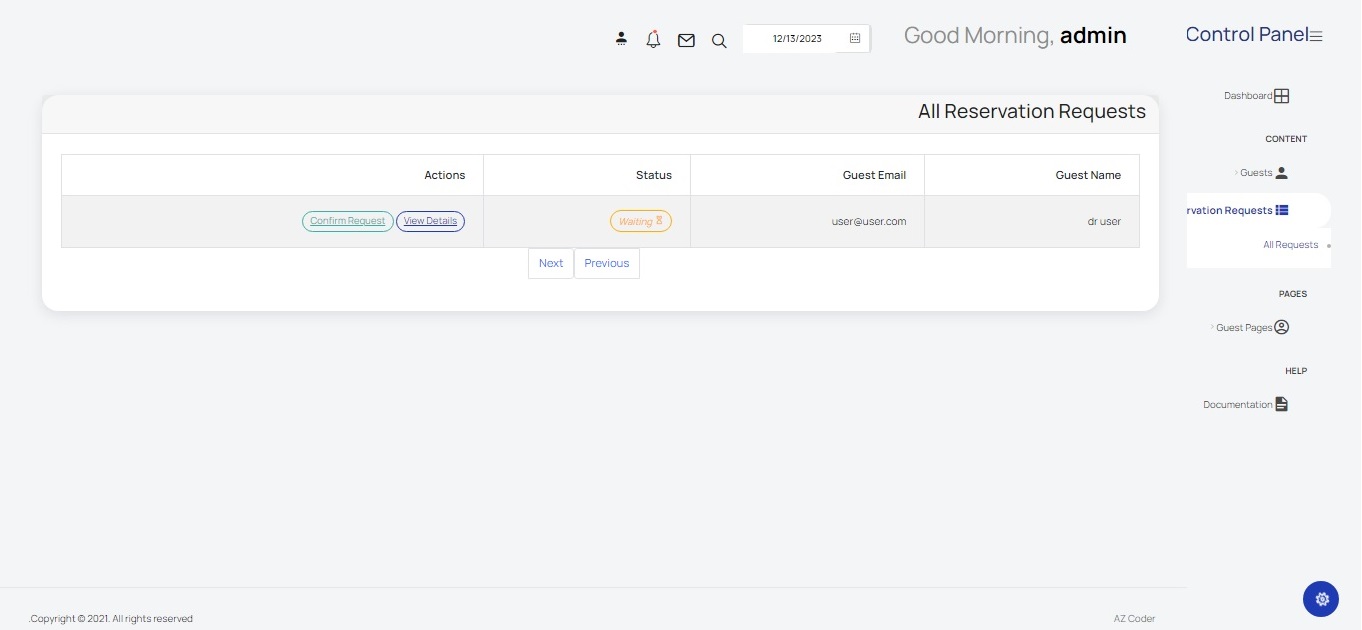 Control Panel
Good Morning, admin
12/13/2023
Dashboard
CONTENT
Guests
rvation Requests
All Requests
PAGES
Guest Pages
HELP
Documentation
All Reservation Requests
Guest Name
Guest Email
Status
Actions
dr user
user@user.com
Waiting
View Details
Confirm Request
Previous
Next
AZ Coder
.Copyright © 2021. All rights reserved